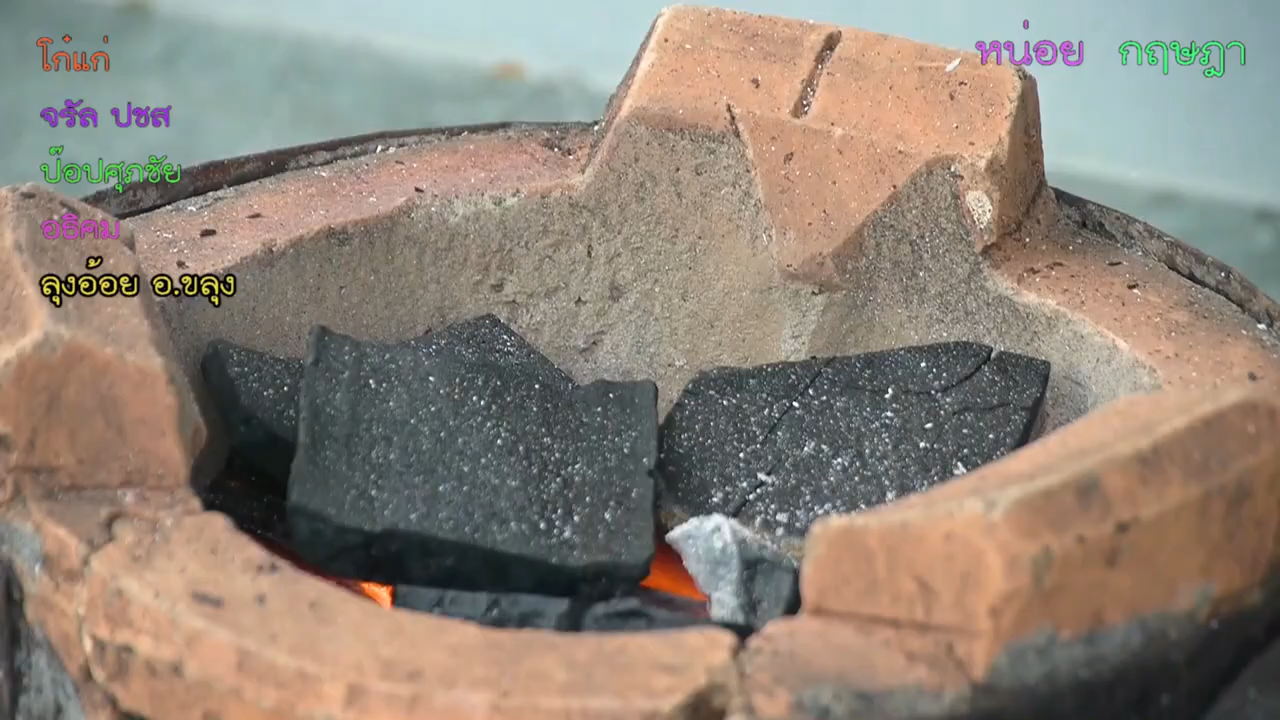 โก๋แก่
หน่อย กฤษฎา
จรัล ปชส
ป๊อปศุภชัย
อธิคม
ลุงอ้อย อ.ขลุง